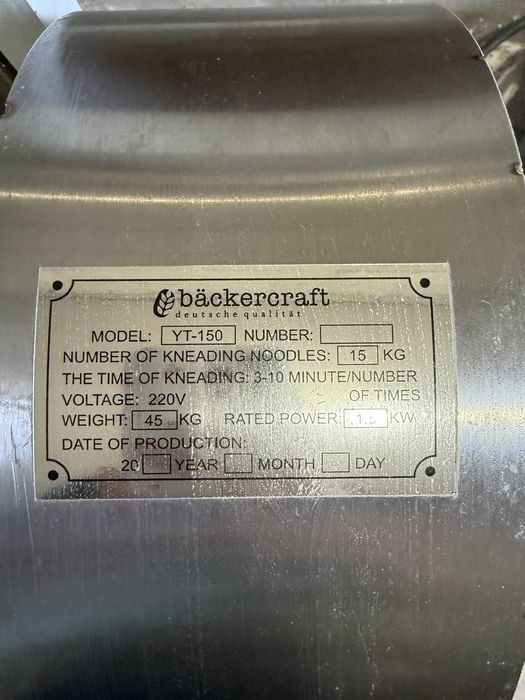 bäckercraft
deutsche qualität
MODEL: YT-150 NUMBER:
NUMBER OF KNEADING NOODLES: 15 KG
THE TIME OF KNEADING: 3-10 MINUTE/NUMBER
VOLTAGE: 220V OF TIMES
WEIGHT: 45 KG RATED POWER: 1.5 KW
DATE OF PRODUCTION:
20 YEAR MONTH DAY